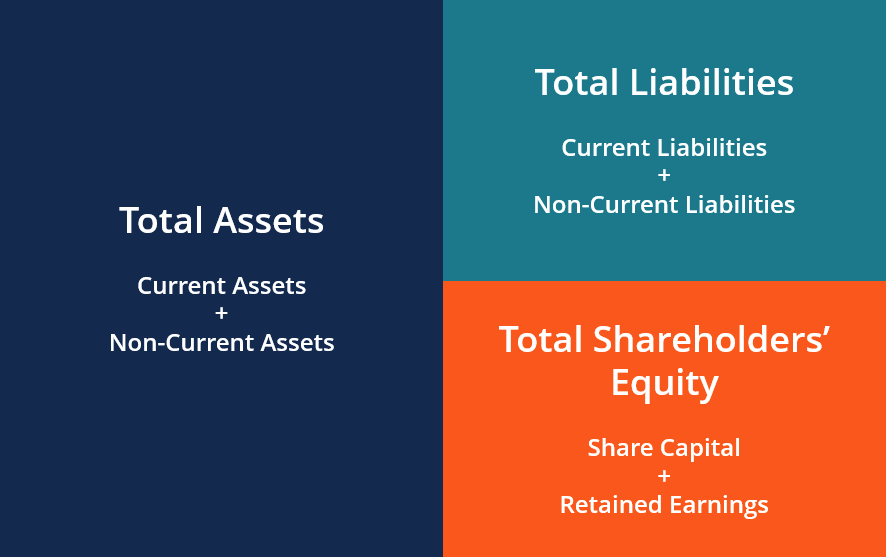 Total Assets
Current Assets
+
Non-Current Assets
Total Liabilities
Current Liabilities
+
Non-Current Liabilities
Total Shareholders’
Equity
Share Capital
+
Retained Earnings